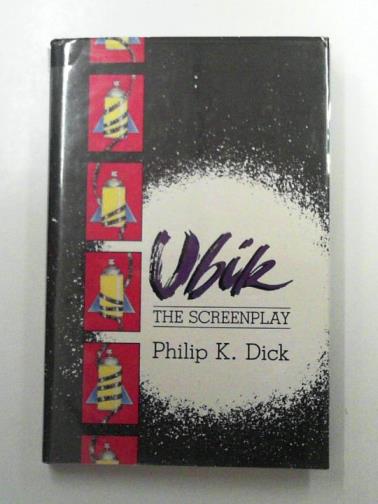 Ubik
THE SCREENPLAY
Philip K. Dick